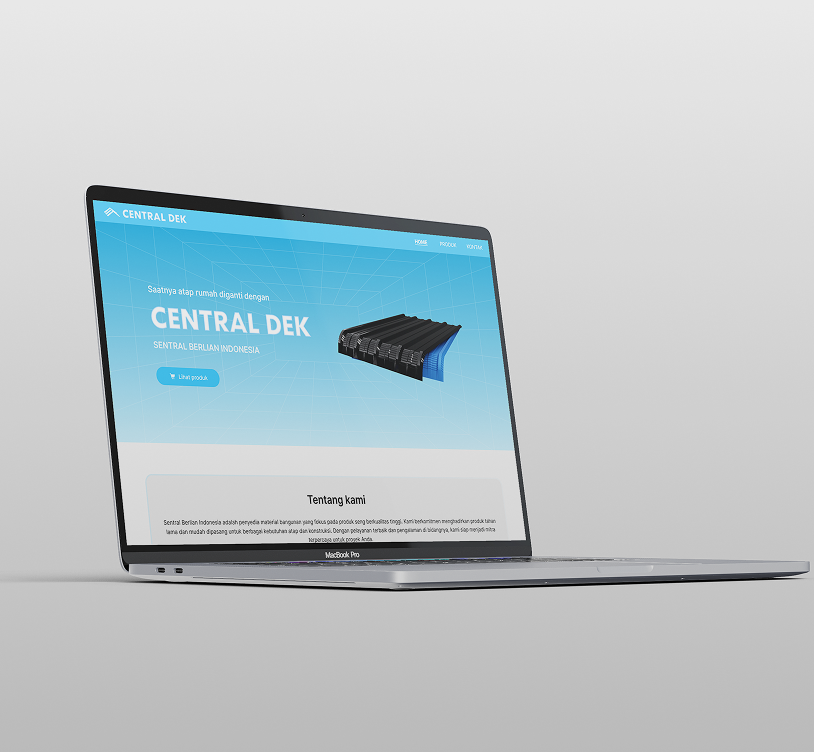 CENTRAL DEK
HOME PRODUK KONTAK
Saatnya atap rumah diganti dengan
CENTRAL DEK
SENTRAL BERLIAN INDONESIA
Lihat produk
Tentang kami
Sentral Berlian Indonesia adalah penyedia material bangunan yang fokus pada produk seng berkualitas tinggi. Kami berkomitmen menghadirkan produk tahan
lama dan mudah dipasang untuk berbagai kebutuhan atap dan konstruksi. Dengan pelayanan terbaik dan pengalaman di bidangnya, kami siap menjadi mitra
terpercaya untuk proyek Anda.
MacBook Pro